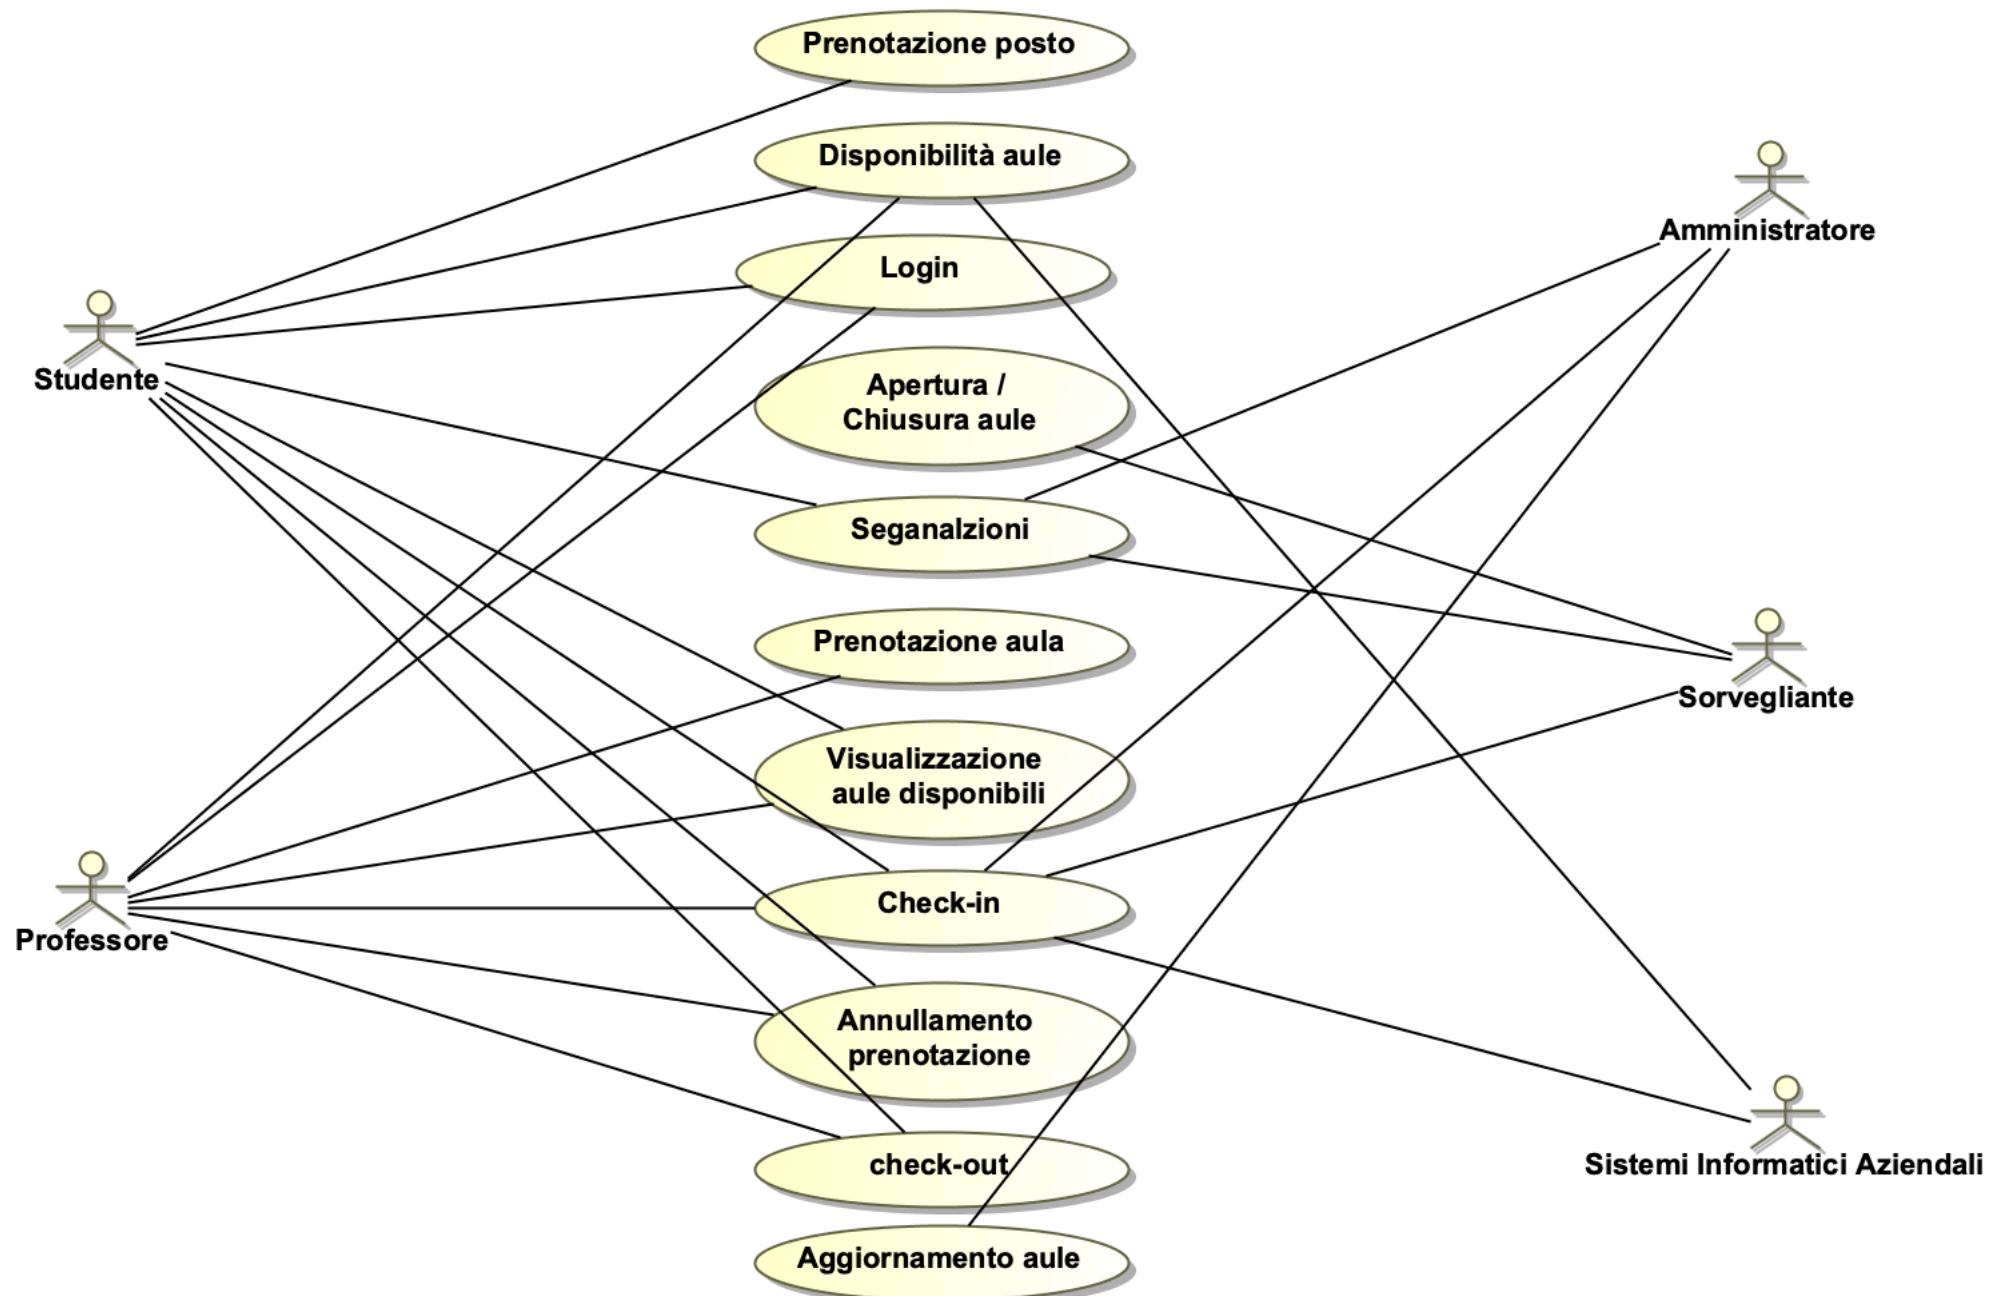 Prenotazione posto
Disponibilità aule
Amministratore
Login
Studente
Apertura /
Chiusura aule
Seganalzioni
Prenotazione aula
Sorvegliante
Visualizzazione
aule disponibili
Check-in
Professore
Annullamento
prenotazione
check-out
Sistemi Informatici Aziendali
Aggiornamento aule